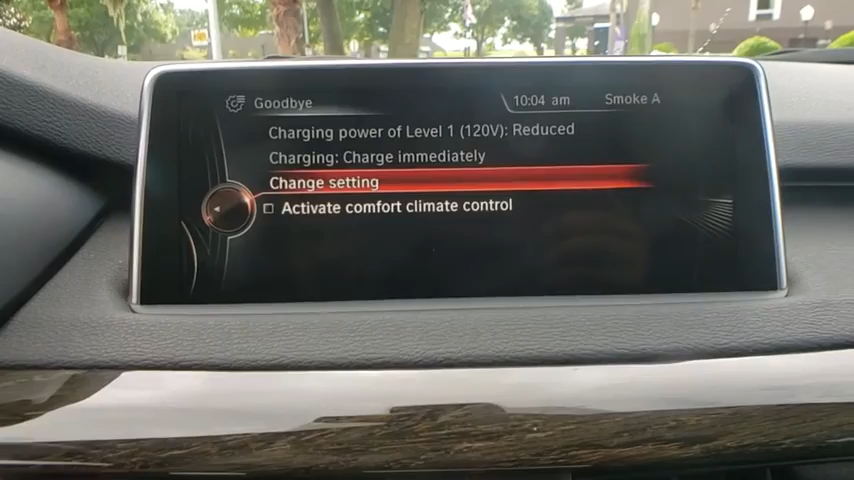 Goodbye 10:04 am Smoke A
Charging power of Level 1 (120V): Reduced
Charging: Charge immediately
Change setting
Activate comfort climate control